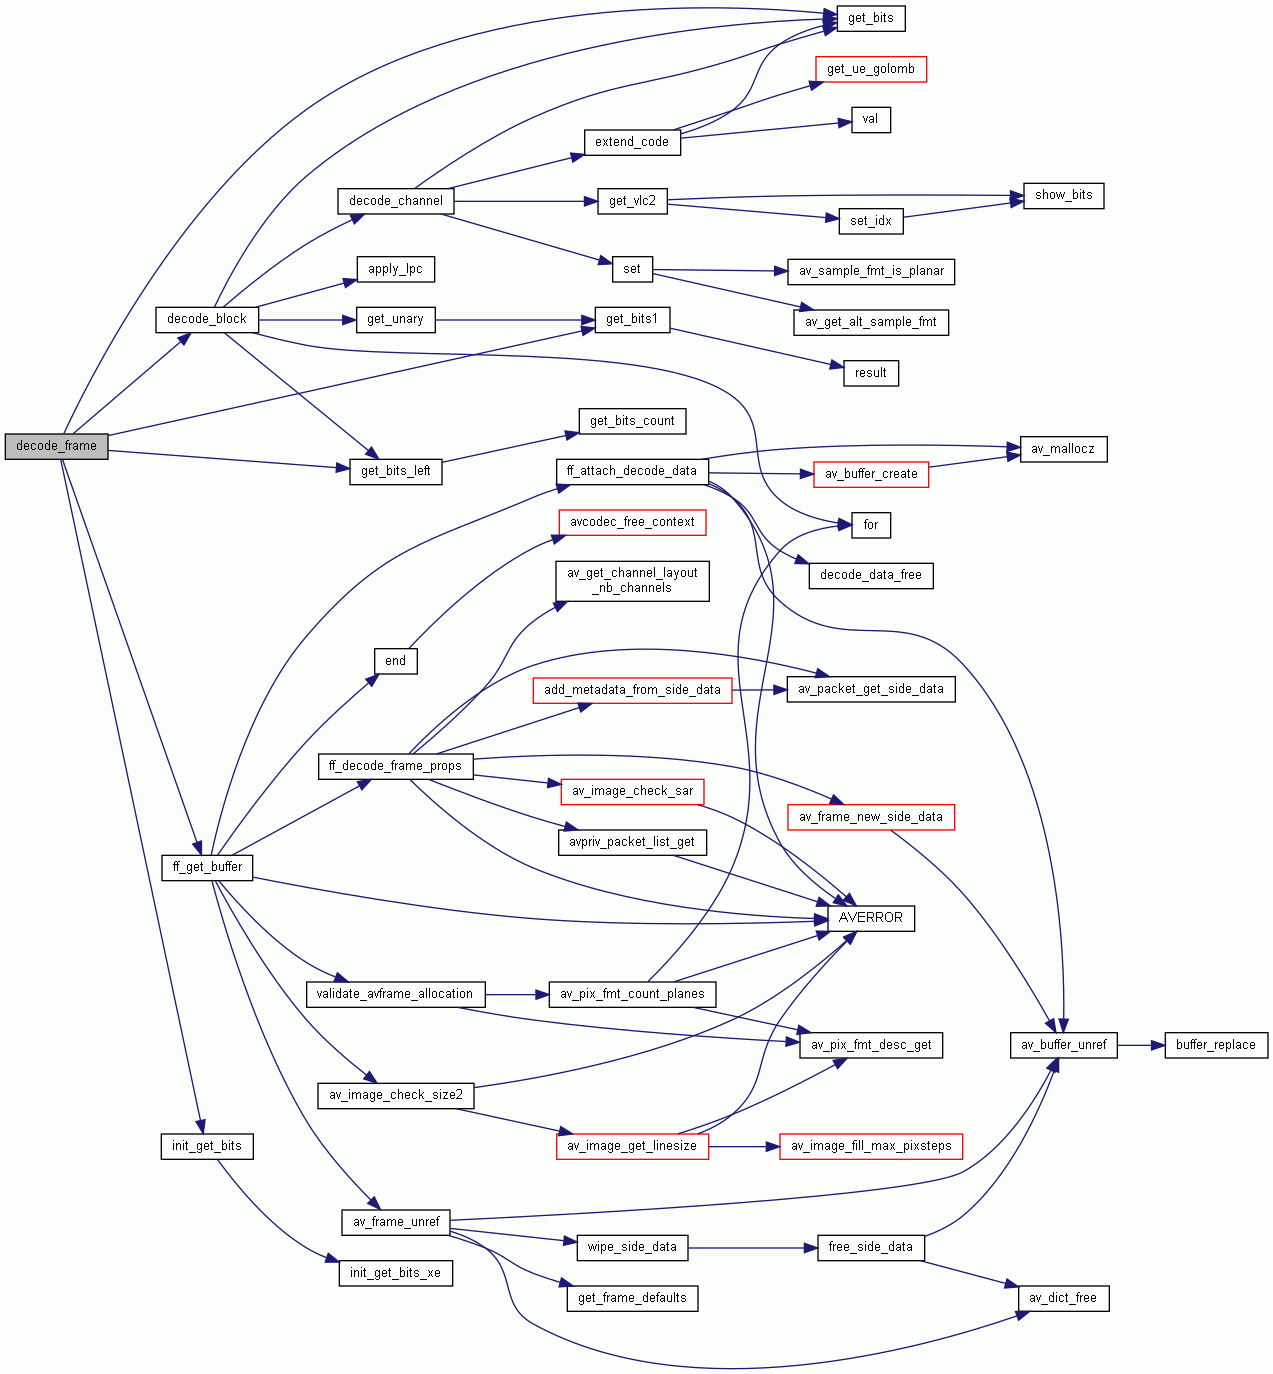 get_bits
get_ue_golomb
val
extend_code
decode_channel
get_vlc2
show_bits
set_idx
apply_lpc
set
av_sample_fmt_is_planar
decode_block
get_unary
get_bits1
av_get_alt_sample_fmt
result
get_bits_count
decode_frame
get_bits_left
ff_attach_decode_data
av_mallocz
av_buffer_create
avcodec_free_context
for
av_get_channel_layout
_nb_channels
decode_data_free
end
add_metadata_from_side_data
av_packet_get_side_data
ff_decode_frame_props
av_image_check_sar
av_frame_new_side_data
avpriv_packet_list_get
ff_get_buffer
AVERROR
validate_avframe_allocation
av_pix_fmt_count_planes
av_pix_fmt_desc_get
av_buffer_unref
buffer_replace
av_image_check_size2
init_get_bits
av_image_get_linesize
av_image_fill_max_pixsteps
av_frame_unref
wipe_side_data
free_side_data
init_get_bits_xe
get_frame_defaults
av_dict_free